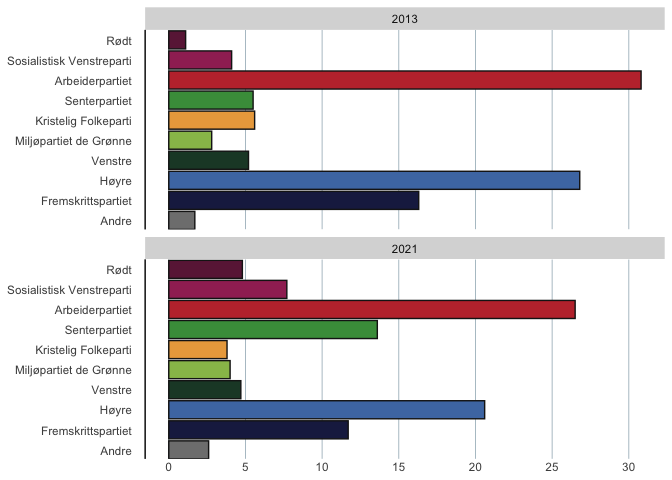 2013
Rødt
Sosialistisk Venstreparti
Arbeiderpartiet
Senterpartiet
Kristelig Folkeparti
Miljøpartiet de Grønne
Venstre
Høyre
Fremskrittspartiet
Andre
2021
Rødt
Sosialistisk Venstreparti
Arbeiderpartiet
Senterpartiet
Kristelig Folkeparti
Miljøpartiet de Grønne
Venstre
Høyre
Fremskrittspartiet
Andre
0 5 10 15 20 25 30